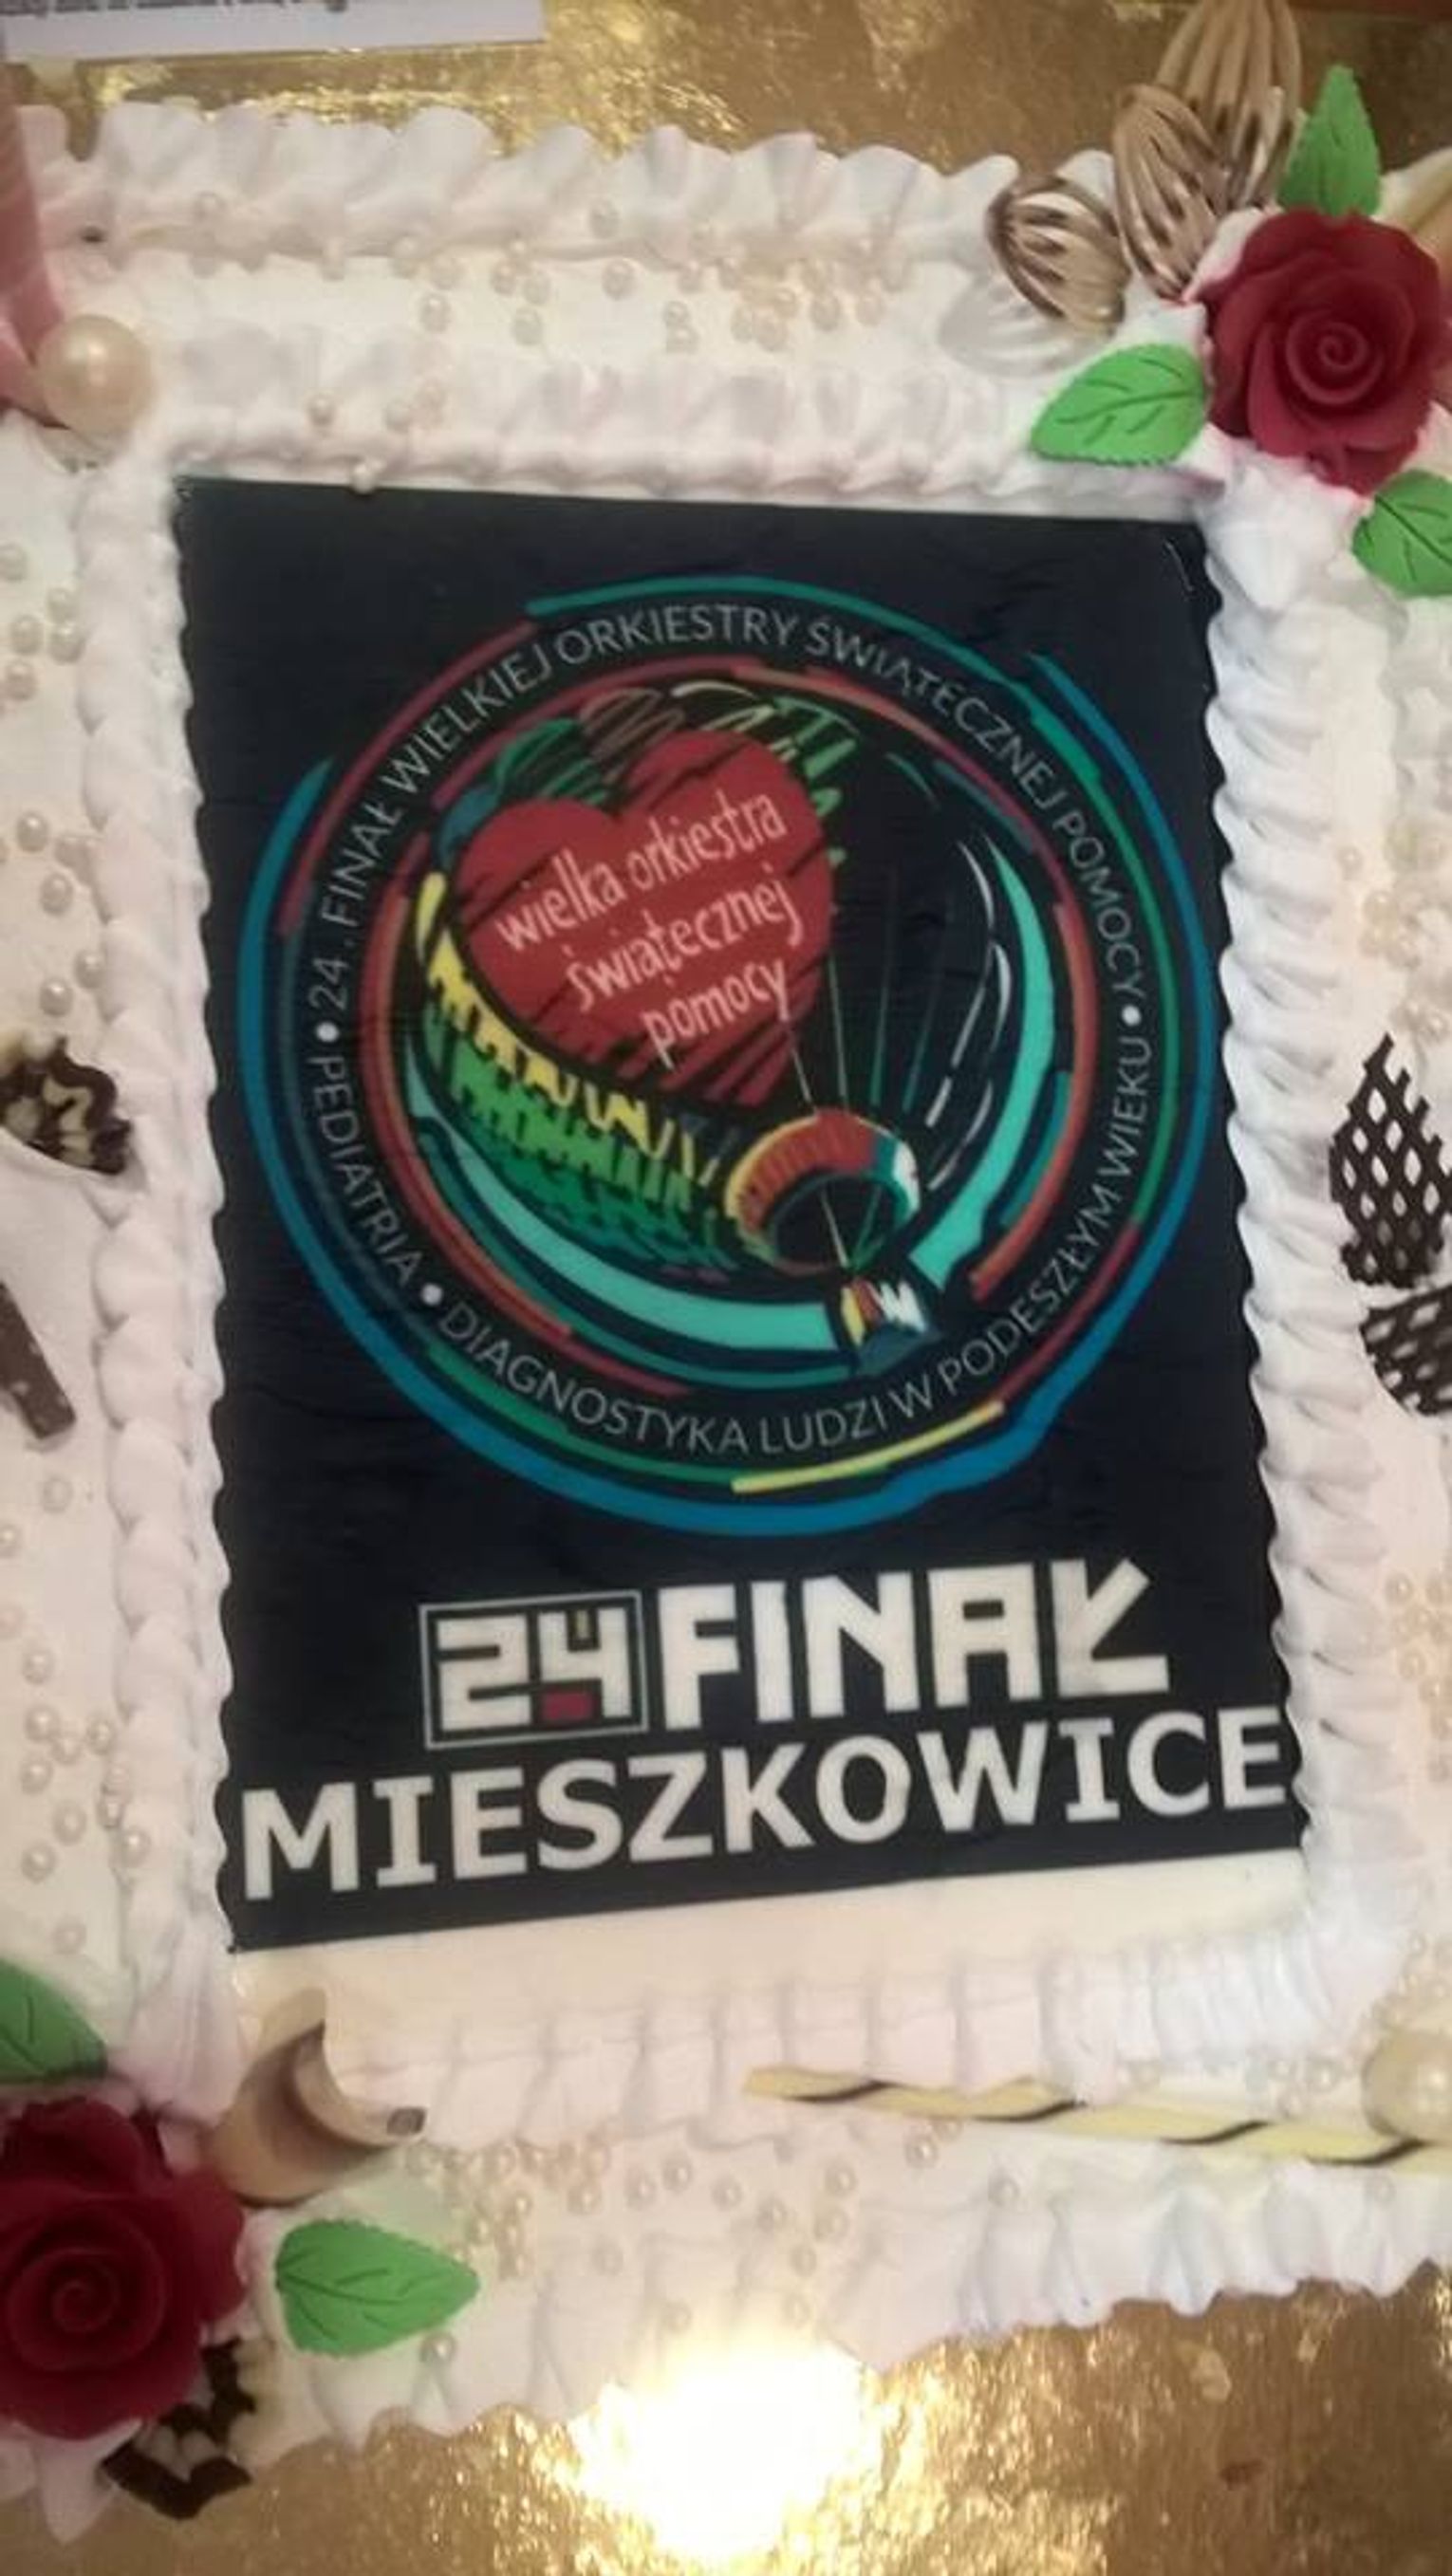 • 24. FINAŁ WIELKIEJ ORKIESTRY ŚWIĄTECZNEJ POMOCY •
PEDIATRIA • DIAGNOSTYKA LUDZI W PODESZŁYM WIEKU
wielka orkiestra
świątecznej
pomocy
24 FINAŁ
MIESZKOWICE